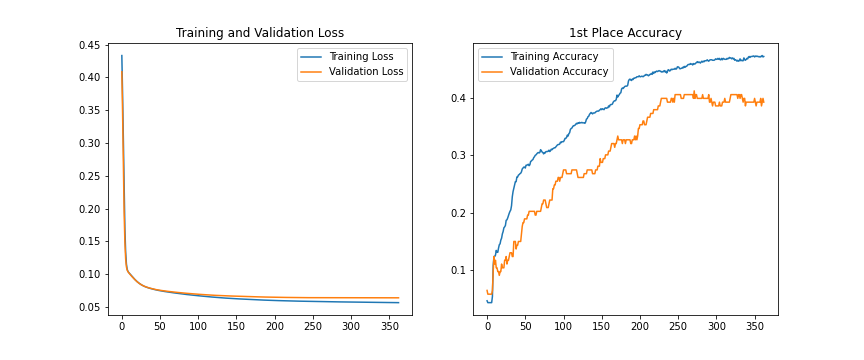 Training and Validation Loss
0.45
0.40
0.35
0.30
0.25
0.20
0.15
0.10
0.05
0 50 100 150 200 250 300 350
Training Loss
Validation Loss
1st Place Accuracy
0.4
0.3
0.2
0.1
0 50 100 150 200 250 300 350
Training Accuracy
Validation Accuracy